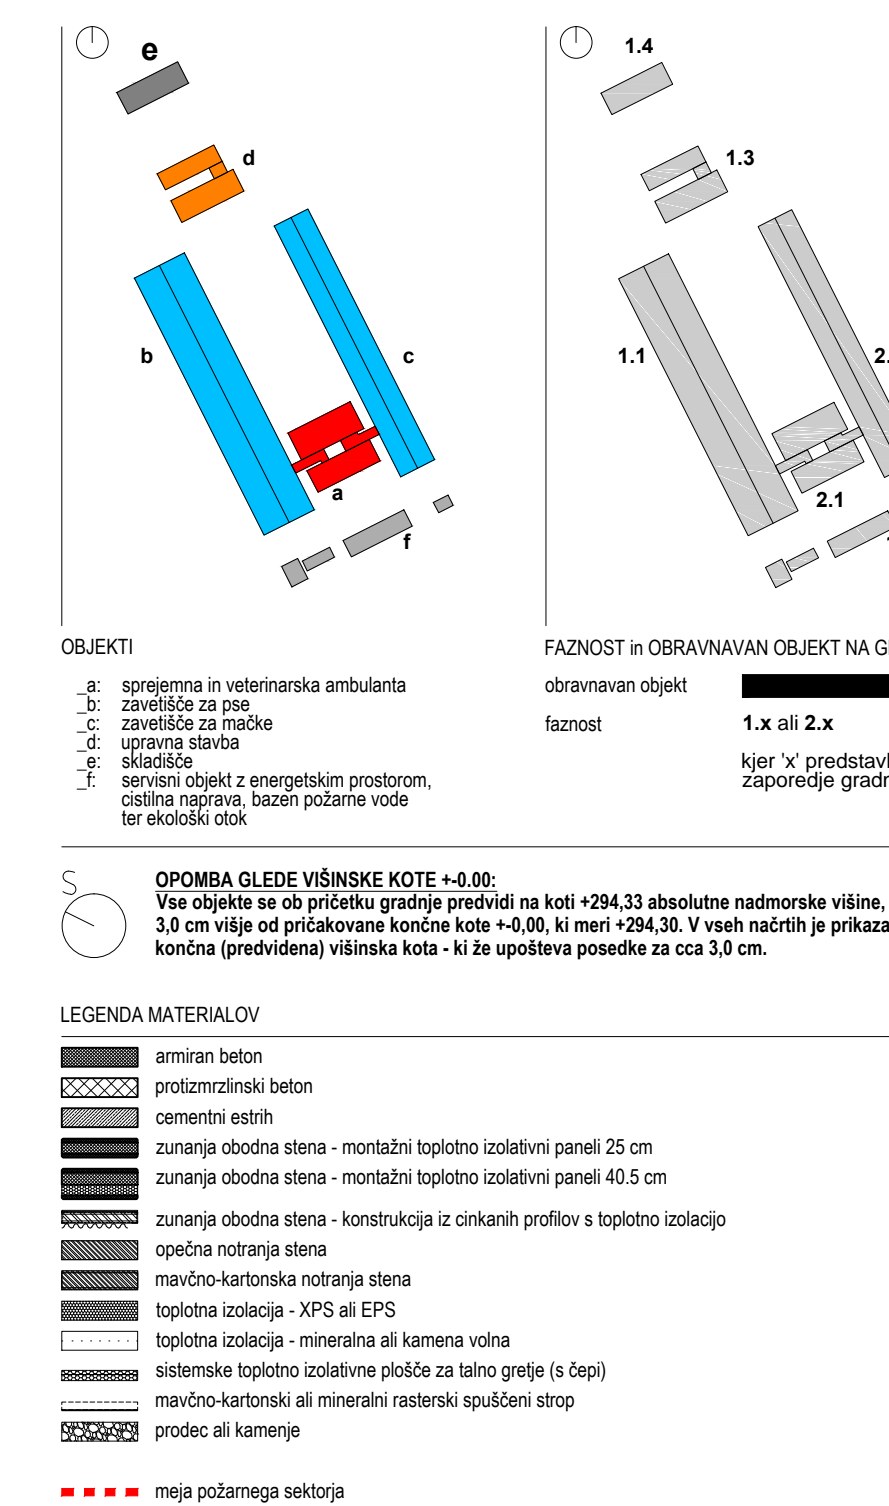 e
d
b
c
a
f
1.4
1.3
1.1
2.1
OBJEKTI
_a: sprejemna in veterinarska ambulanta
_b: zavetišče za pse
_c: zavetišče za mačke
_d: upravna stavba
_e: skladišče
_f: servisni objekt z energetskim prostorom,
cistilna naprava, bazen požarne vode
ter ekološki otok
FAZNOST in OBRAVNAVAN OBJEKT NA
obravnavan objekt
faznost 1.x ali 2.x
kjer 'x'
zaporedje
S
OPOMBA GLEDE VIŠINSKE KOTE +-0.00:
Vse objekte se ob pričetku gradnje predvidi na koti +294,33 absolutne nadmorske višine,
3,0 cm višje od pričakovane končne kote +-0,00, ki meri +294,30. V vseh načrtih je
končna (predvidena) višinska kota - ki že upošteva posedke za cca 3,0 cm.
LEGENDA MATERIALOV
armiran beton
protizmrzlinski beton
cementni estrih
zunanja obodna stena - montažni toplotno izolativni paneli 25 cm
zunanja obodna stena - montažni toplotno izolativni paneli 40.5 cm
zunanja obodna stena - konstrukcija iz cinkanih profilov s toplotno izolacijo
opečna notranja stena
mavčno-kartonska notranja stena
toplotna izolacija - XPS ali EPS
toplotna izolacija - mineralna ali kamena volna
sistemske toplotno izolativne plošče za talno gretje (s čepi)
mavčno-kartonski ali mineralni rasterski spuščeni strop
prodec ali kamenje
meja požarnega sektorja